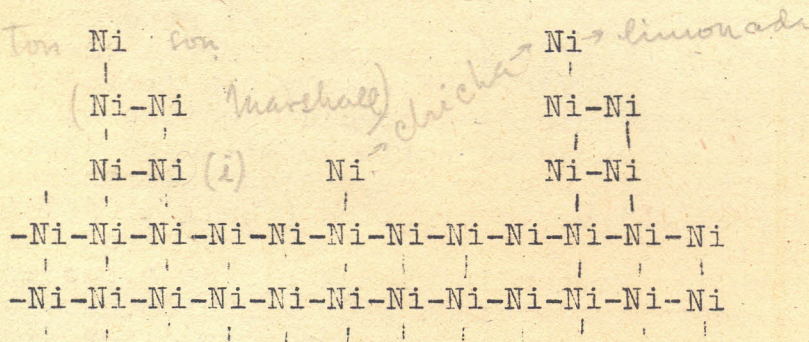 Ton Ni son Ni → limonada
(Ni-Ni Marshall) → chicha → Ni-Ni
Ni-Ni (i) Ni Ni-Ni
-Ni-Ni-Ni-Ni-Ni-Ni-Ni-Ni-Ni-Ni-Ni-Ni
-Ni-Ni-Ni-Ni-Ni-Ni-Ni-Ni-Ni-Ni-Ni-Ni